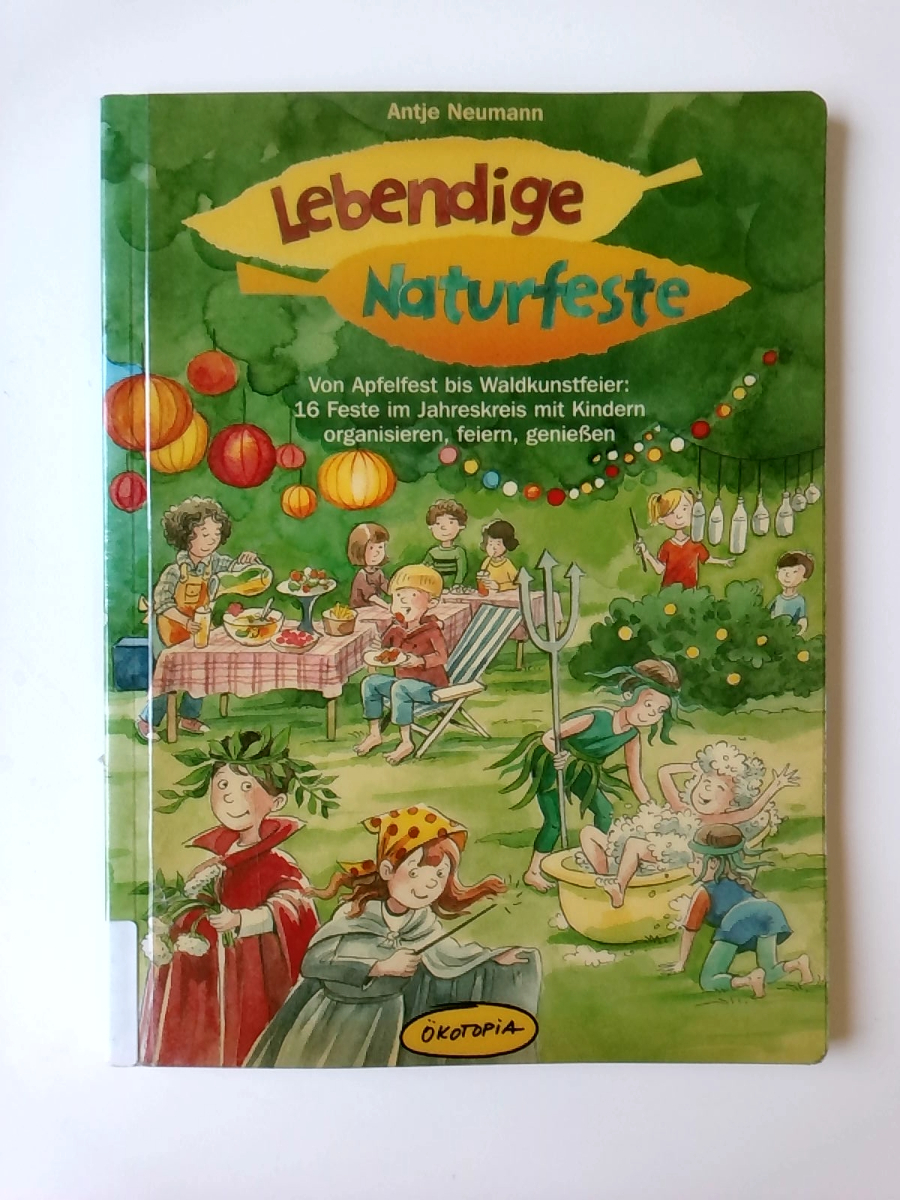 Antje Neumann
Lebendige
Naturfeste
Von Apfelfest bis Waldkunstfeier:
16 Feste im Jahreskreis mit Kindern
organisieren, feiern, genießen
ÖKOTOPiA